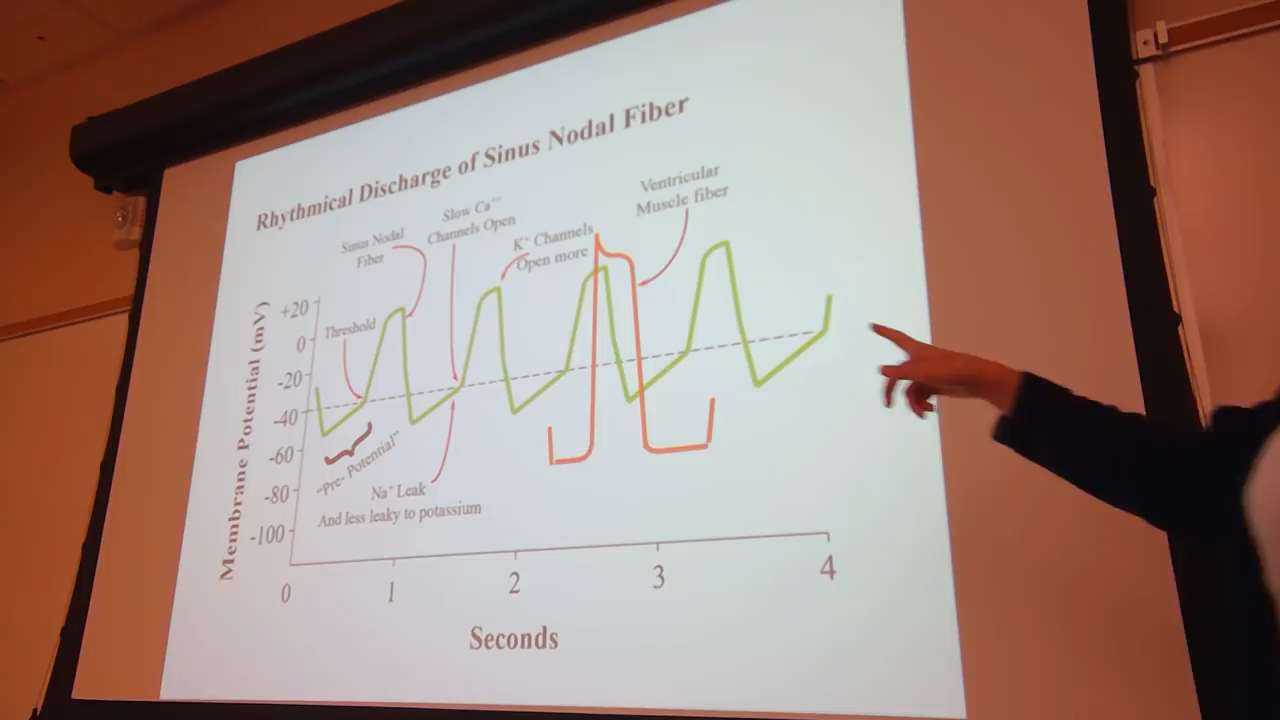 Rhythmical Discharge of Sinus Nodal Fiber
Ventricular
Muscle fiber
Slow Ca⁺⁺
Channels Open
Sinus Nodal
Fiber
K⁺ Channels
Open more
Threshold
+20
0
-20
-40
-60
-80
-100
Membrane Potential (mV)
"Pre- Potential"
Na⁺ Leak
And less leaky to potassium
0
1
2
3
4
Seconds